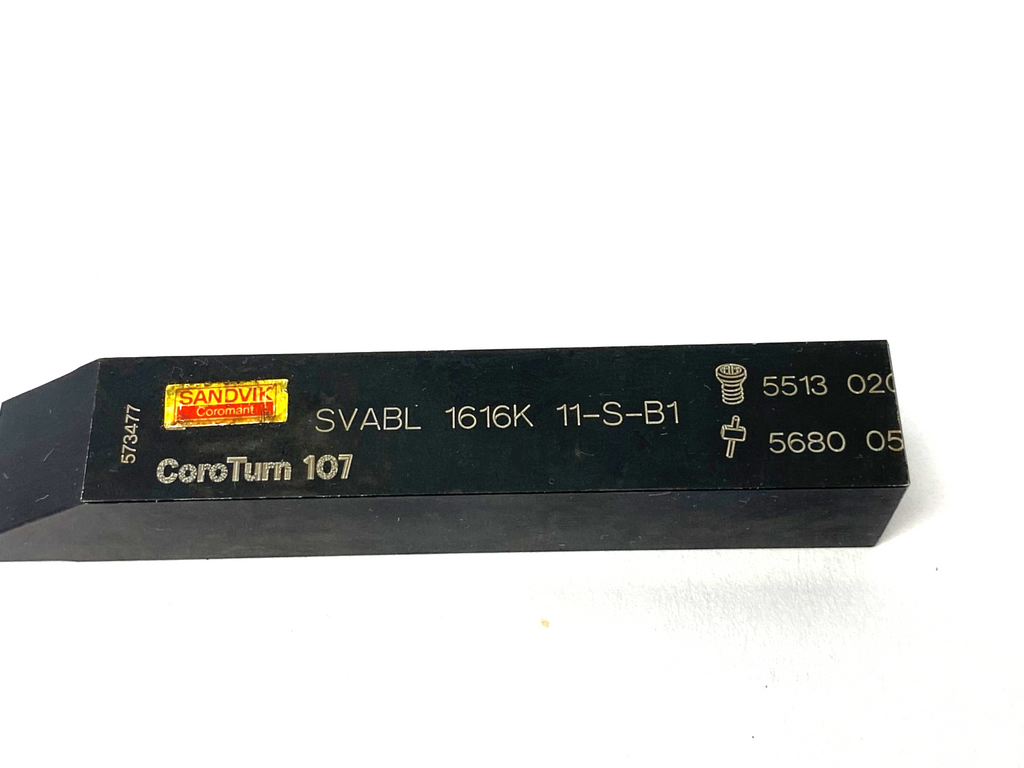 573477
SANDVIK
Coromant
SVABL 1616K 11-S-B1
CoroTurn 107
5513 020
5680 05